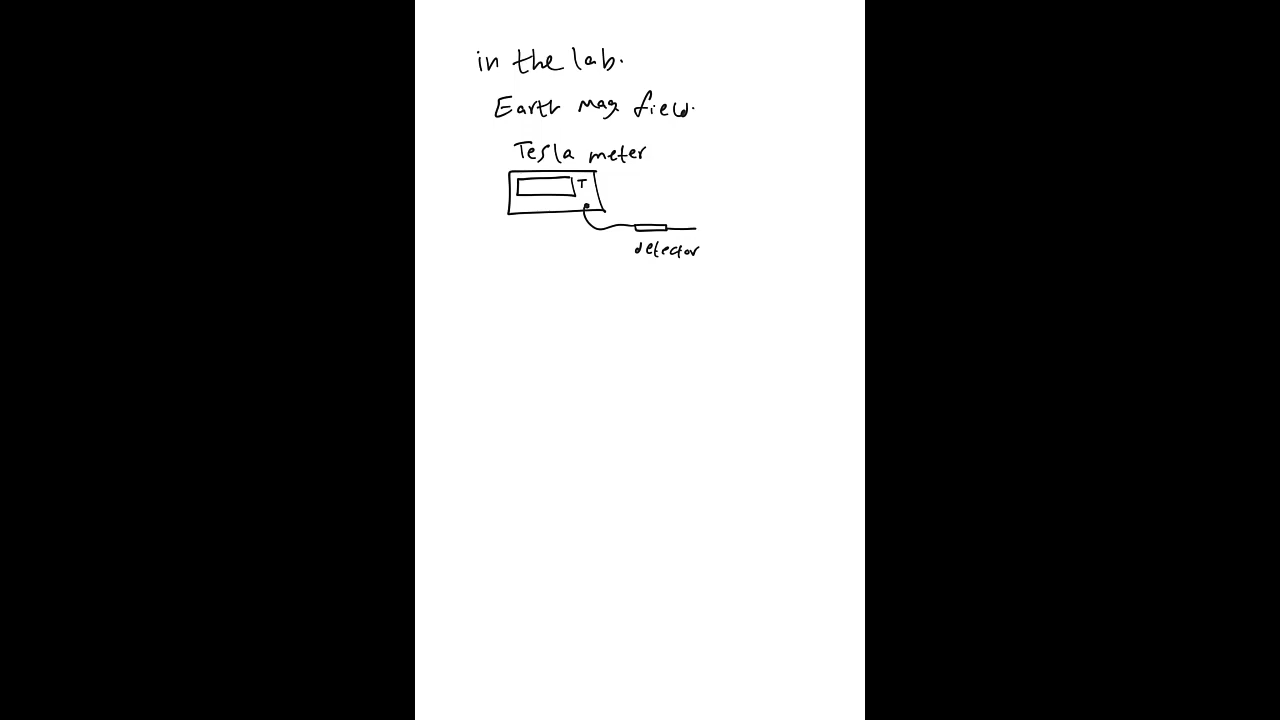 in the lab.
Earth mag field.
Tesla meter
T
detector